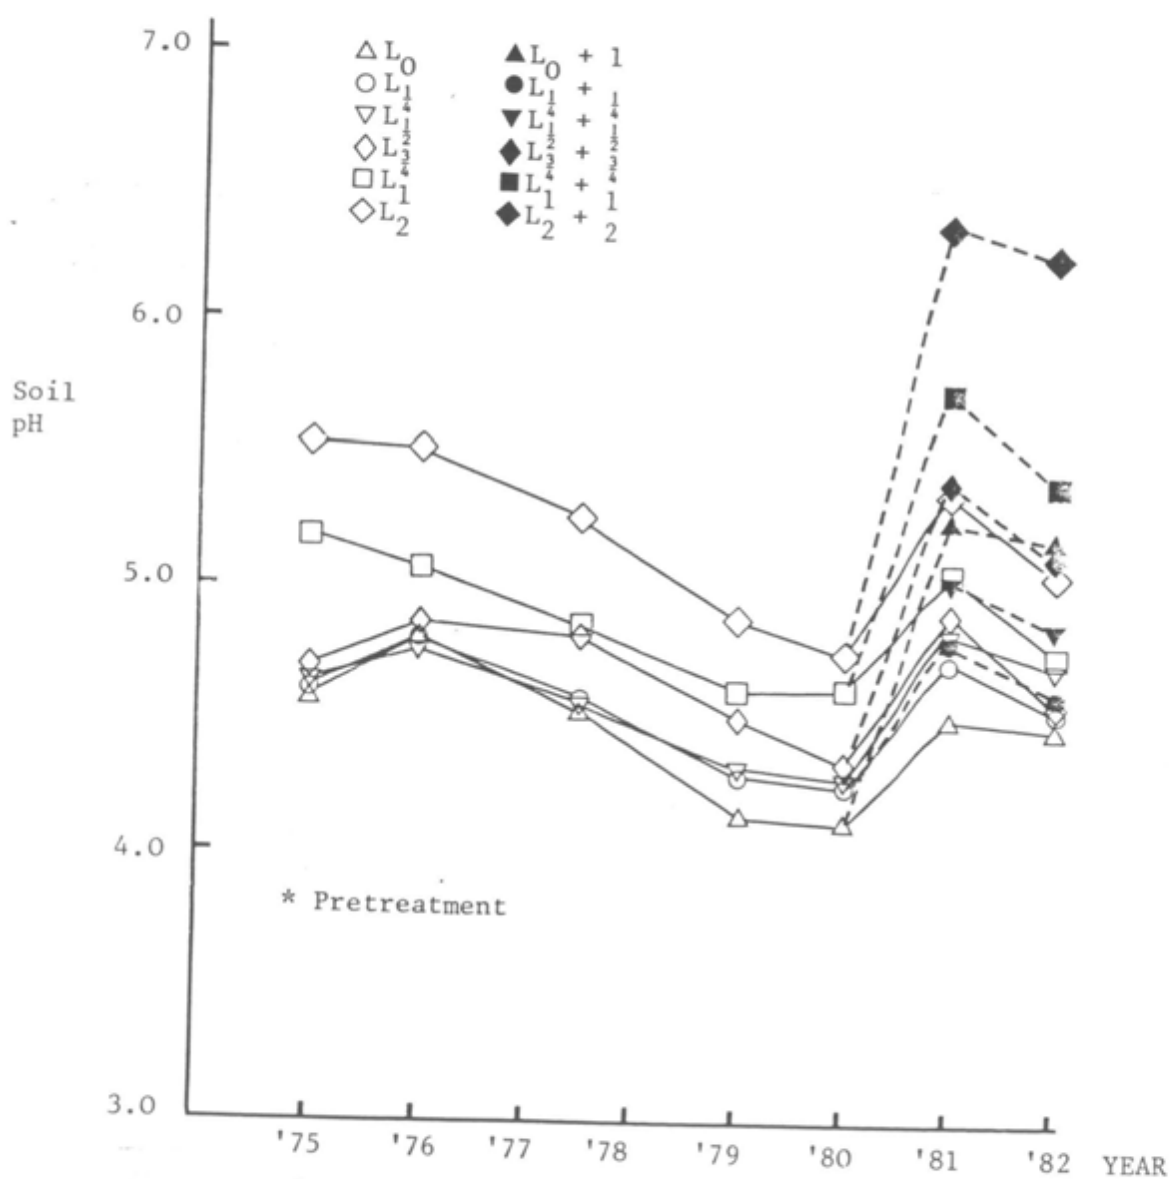 7.0
△ L0 ▲ L0 + 1
○ L¼ ● L¼ + ¼
▽ L½ ▼ L½ + ½
◇ L¾ ◆ L¾ + ¾
□ L1 ■ L1 + 1
◇ L2 ◆ L2 + 2
6.0
Soil
pH
5.0
4.0
* Pretreatment
3.0
'75 '76 '77 '78 '79 '80 '81 '82 YEAR